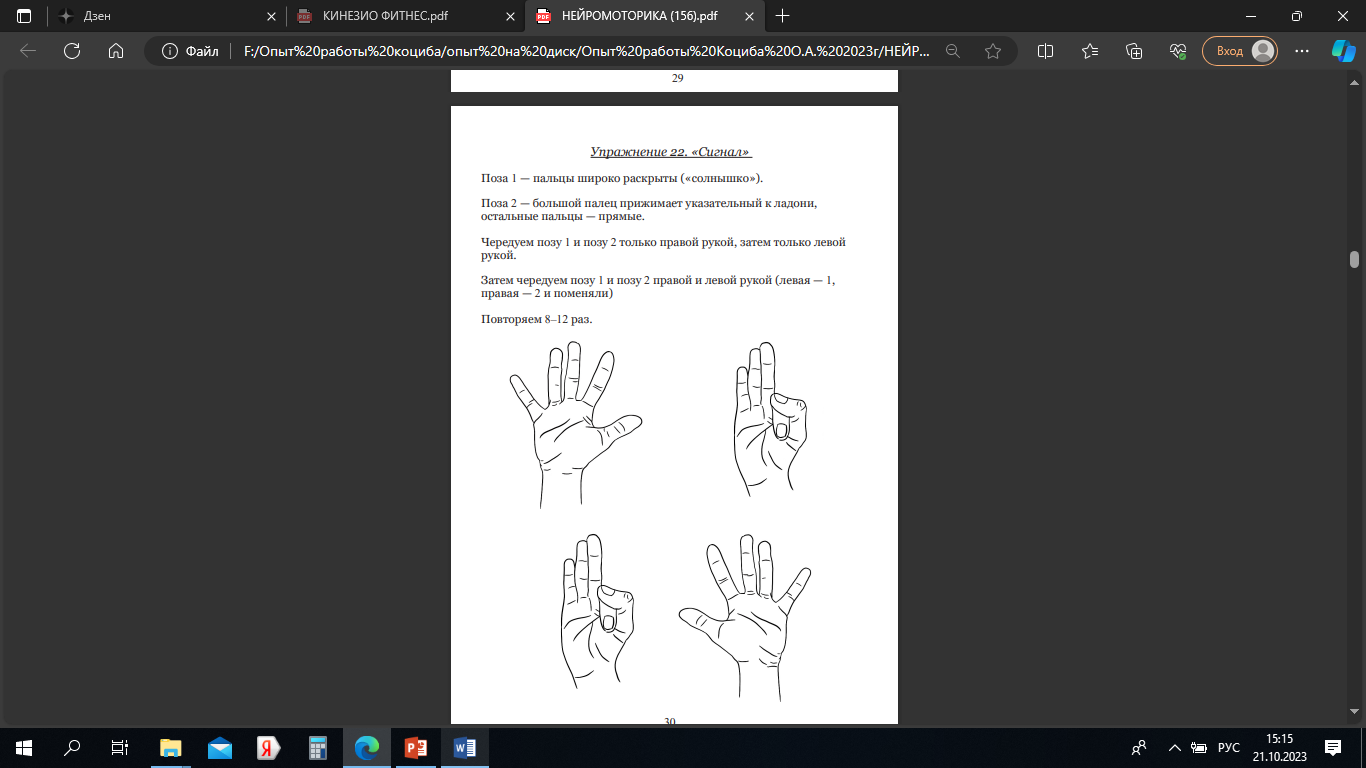 Дзен
КИНЕЗИО ФИТНЕС.pdf
НЕЙРОМОТОРИКА (156).pdf
Файл
F:/Опыт%20работы%20коциба/опыт%20на%20диск/Опыт%20работы%20Коциба%20О.А.%202023г/НЕЙР...
Вход
29
Упражнение 22. «Сигнал»
Поза 1 — пальцы широко раскрыты («солнышко»).
Поза 2 — большой палец прижимает указательный к ладони,
остальные пальцы — прямые.
Чередуем позу 1 и позу 2 только правой рукой, затем только левой
рукой.
Затем чередуем позу 1 и позу 2 правой и левой рукой (левая — 1,
правая — 2 и поменяли)
Повторяем 8–12 раз.
30
РУС
15:15
21.10.2023